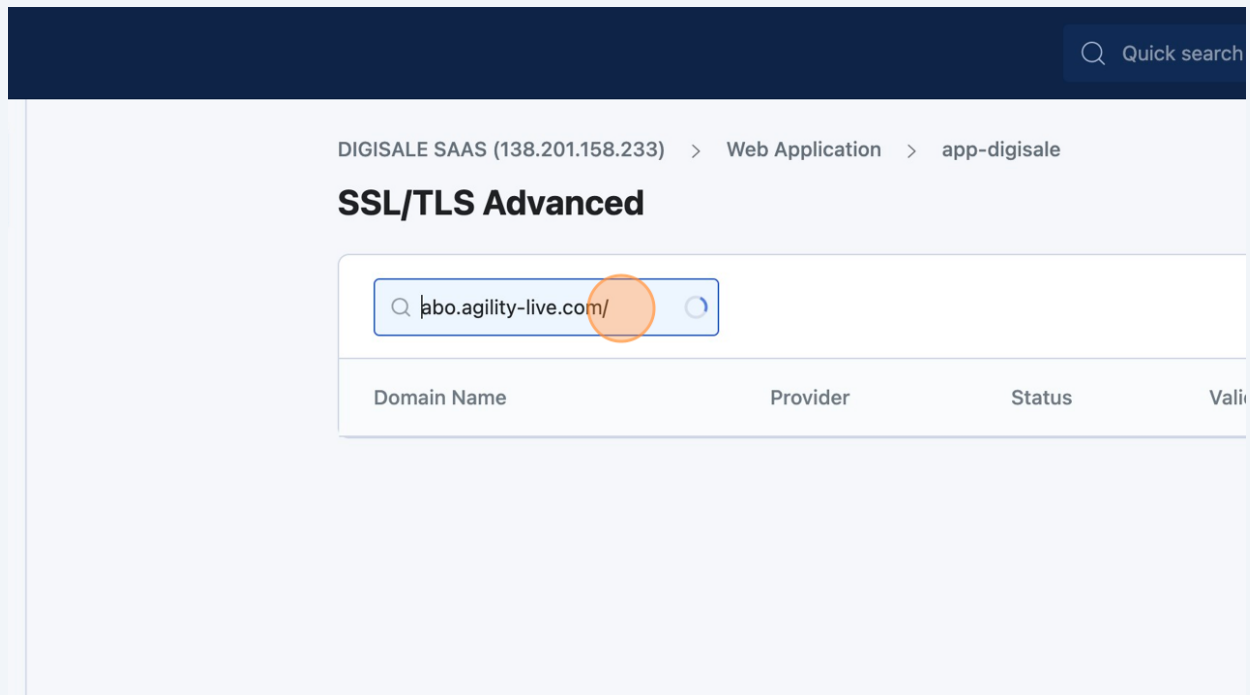 Quick search
DIGISALE SAAS (138.201.158.233) > Web Application > app-digisale
SSL/TLS Advanced
abo.agility-live.com/
Domain Name Provider Status